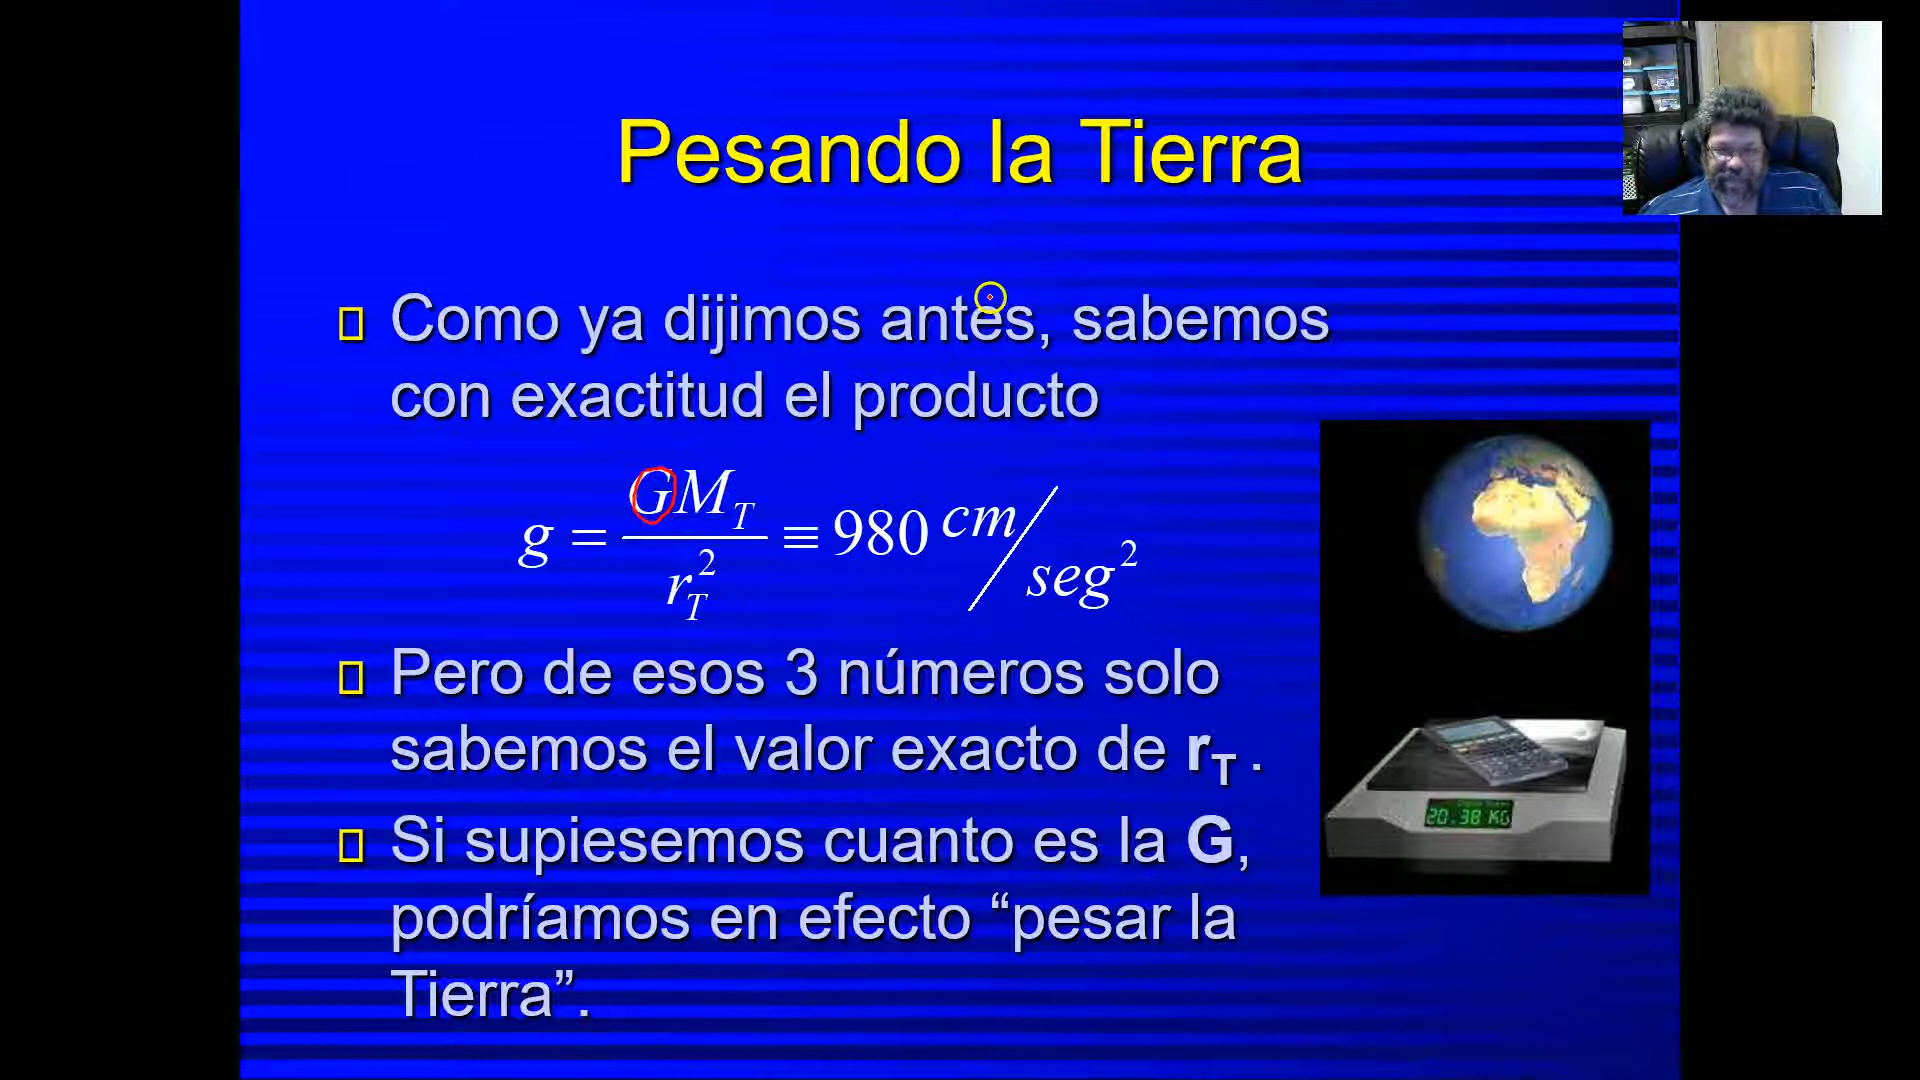 Pesando la Tierra
Como ya dijimos antes, sabemos
con exactitud el producto
g = GM_T / r_T^2 ≡ 980 cm/seg^2
Pero de esos 3 números solo
sabemos el valor exacto de r_T .
Si supiesemos cuanto es la G,
podríamos en efecto “pesar la
Tierra”.
20.38 KG